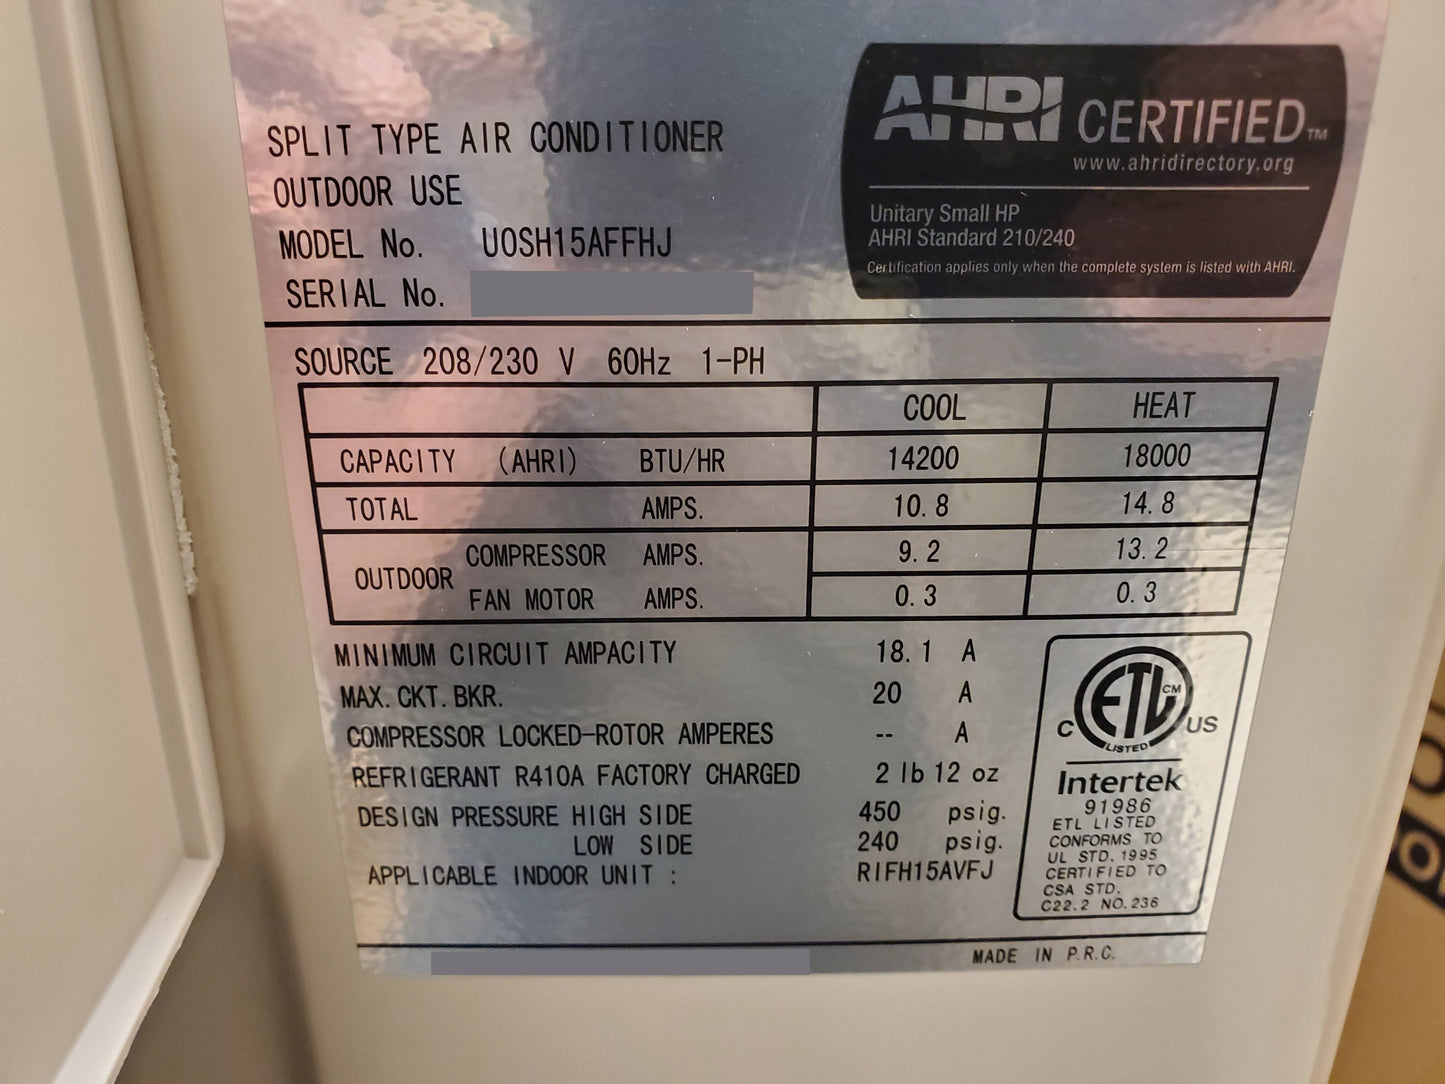 AHRI CERTIFIED™
www.ahridirectory.org
Unitary Small HP
AHRI Standard 210/240
Certification applies only when the complete system is listed with AHRI.
SPLIT TYPE AIR CONDITIONER
OUTDOOR USE
MODEL No. UOSH15AFFHJ
SERIAL No.
SOURCE 208/230 V 60Hz 1-PH
COOL HEAT
CAPACITY (AHRI) BTU/HR 14200 18000
TOTAL AMPS. 10.8 14.8
OUTDOOR
COMPRESSOR AMPS. 9.2 13.2
FAN MOTOR AMPS. 0.3 0.3
MINIMUM CIRCUIT AMPACITY 18.1 A
MAX.CKT.BKR. 20 A
COMPRESSOR LOCKED-ROTOR AMPERES -- A
REFRIGERANT R410A FACTORY CHARGED 2 lb 12 oz
DESIGN PRESSURE HIGH SIDE 450 psig.
LOW SIDE 240 psig.
APPLICABLE INDOOR UNIT : RIFH15AVFJ
ETL CM
C US
LISTED
Intertek
91986
ETL LISTED
CONFORMS TO
UL STD.1995
CERTIFIED TO
CSA STD.
C22.2 NO.236
MADE IN P.R.C.